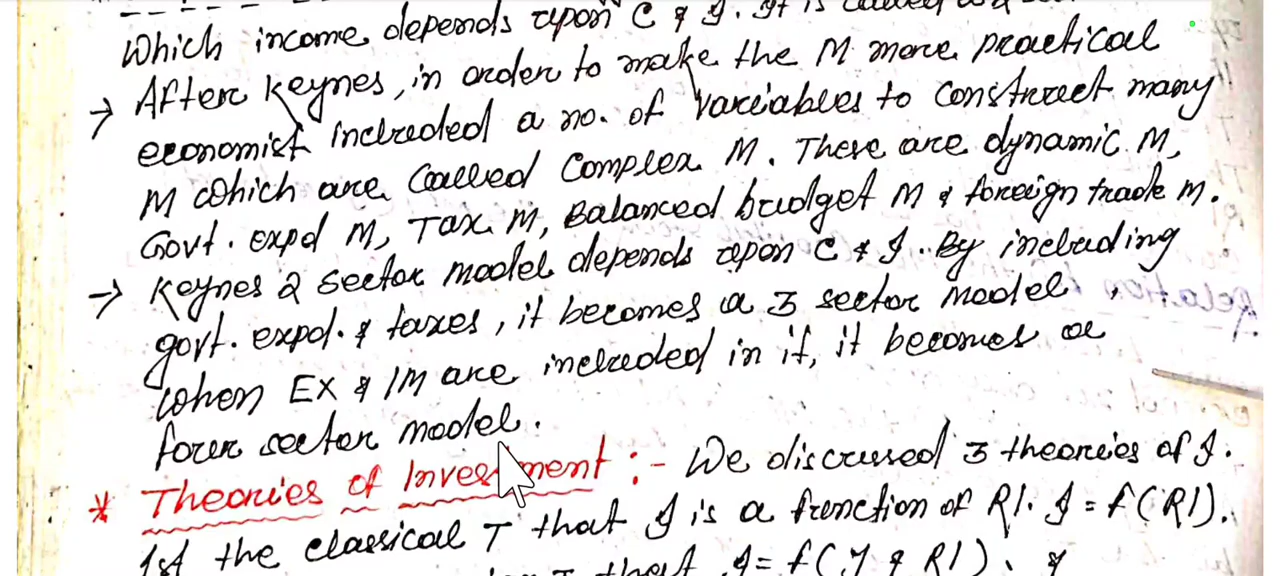 Which income depends upon C & I. It is called
→ After Keynes, in order to make the M more practical
economist included a no. of variables to construct many
M which are called Complex M. These are dynamic M,
Govt. expd M, Tax M, Balanced budget M & foreign trade M.
→ Keynes 2 sector model depends upon C & I. By including
govt. expd. & taxes, it becomes a 3 sector model,
when EX & IM are included in it, it becomes a
four sector model.
* Theories of Investment :- We discussed 3 theories of I.
1st the classical T that I is a function of RI. I = f(RI).
that I = f(Y & RI). &